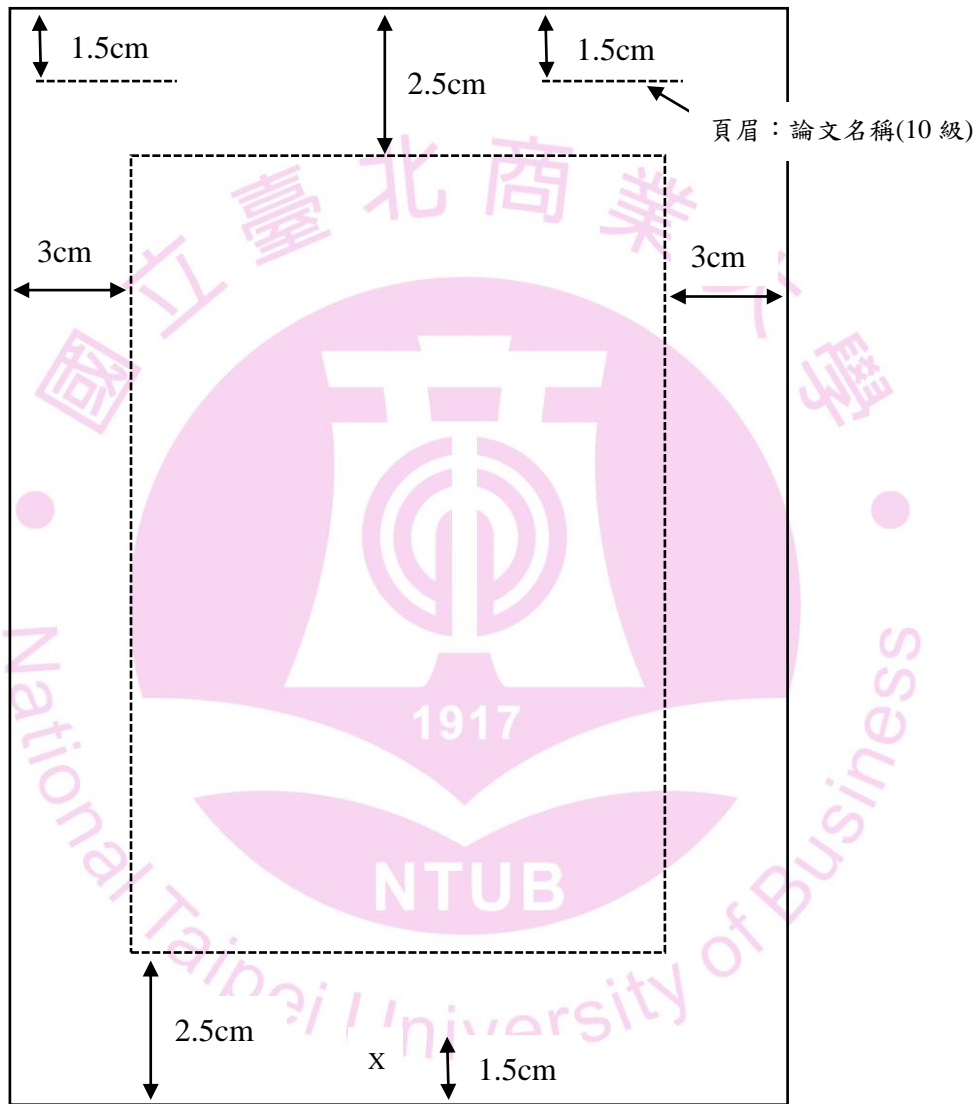 1.5cm
1.5cm
2.5cm
頁眉：論文名稱(10 級)
國立臺北商業大學
3cm
3cm
1917
NTUB
National Taipei University of Business
2.5cm
X
1.5cm